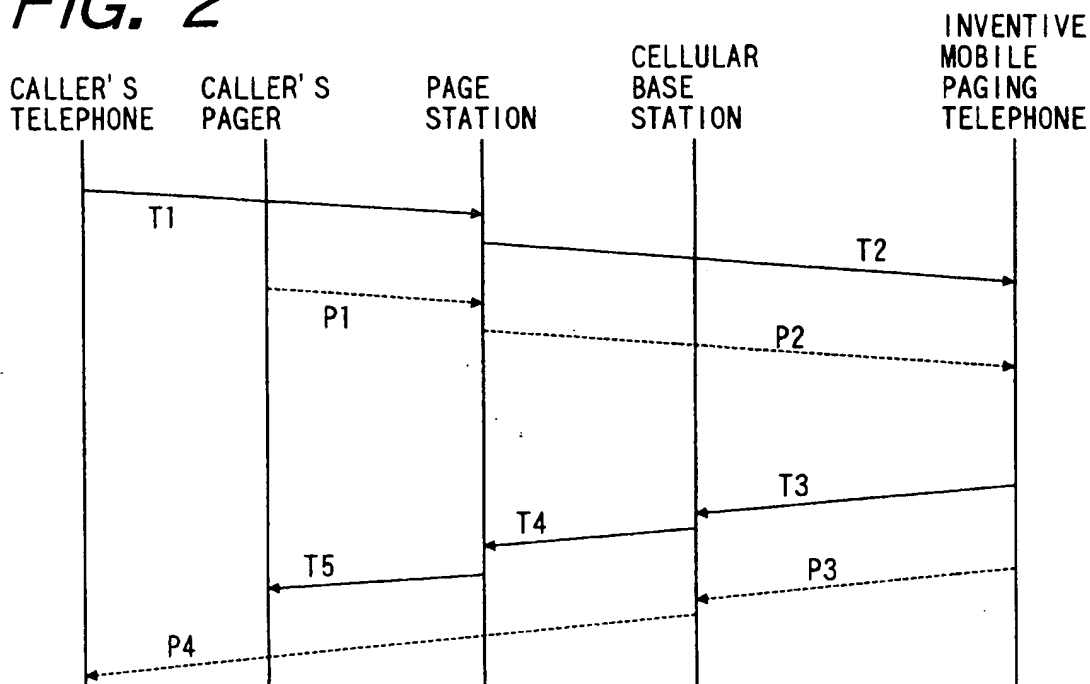 FIG. 2
CALLER'S
TELEPHONE
CALLER'S
PAGER
PAGE
STATION
CELLULAR
BASE
STATION
INVENTIVE
MOBILE
PAGING
TELEPHONE
T1
T2
P1
P2
T3
T4
T5
P3
P4